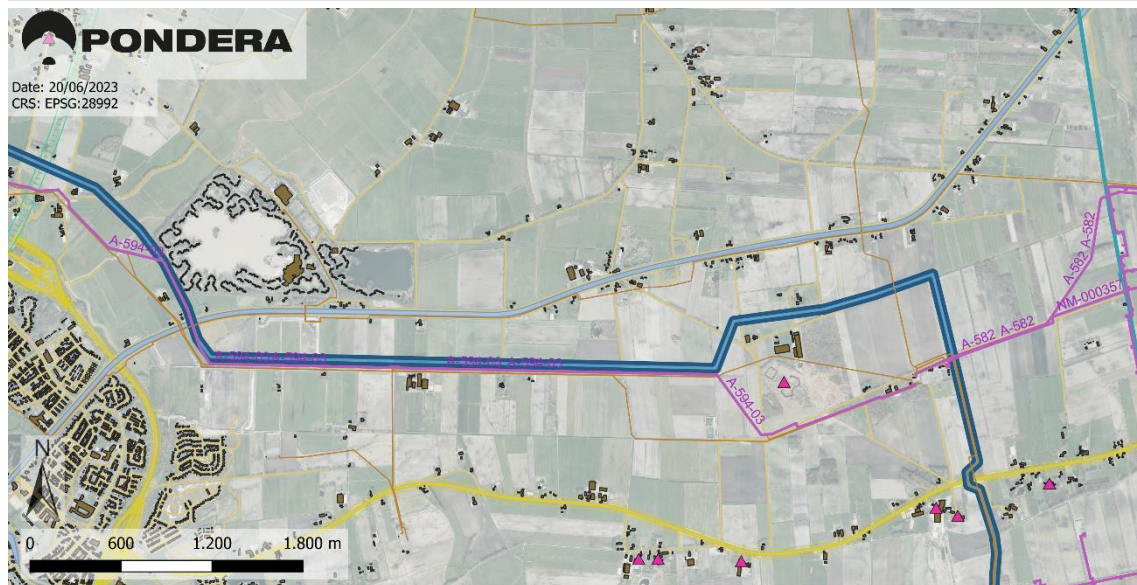 PONDERA
Date: 20/06/2023
CRS: EPSG:28992
A-582
A-594-
A-582
NM-00035
A-582 A-582
A-594-03
N
0 600 1.200 1.800 m